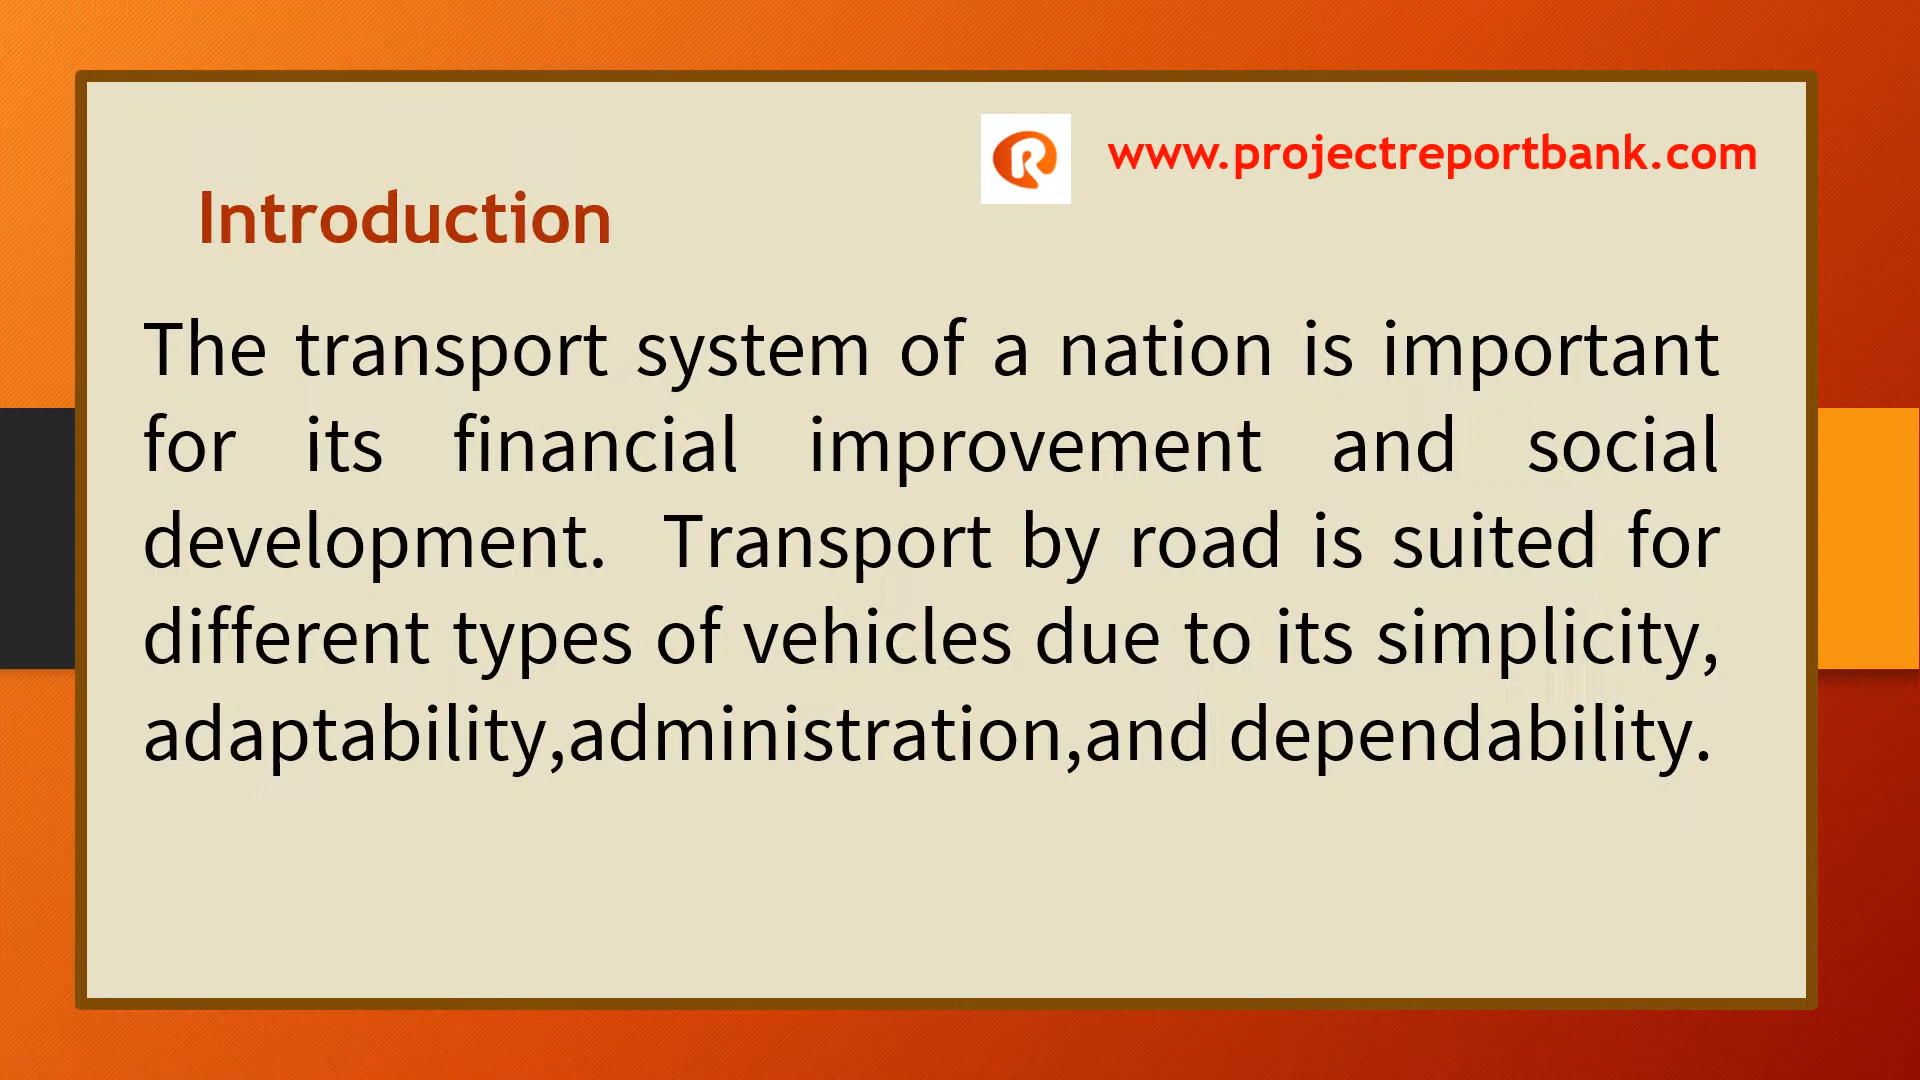 www.projectreportbank.com
Introduction
The transport system of a nation is important
for its financial improvement and social
development.  Transport by road is suited for
different types of vehicles due to its simplicity,
adaptability,administration,and dependability.